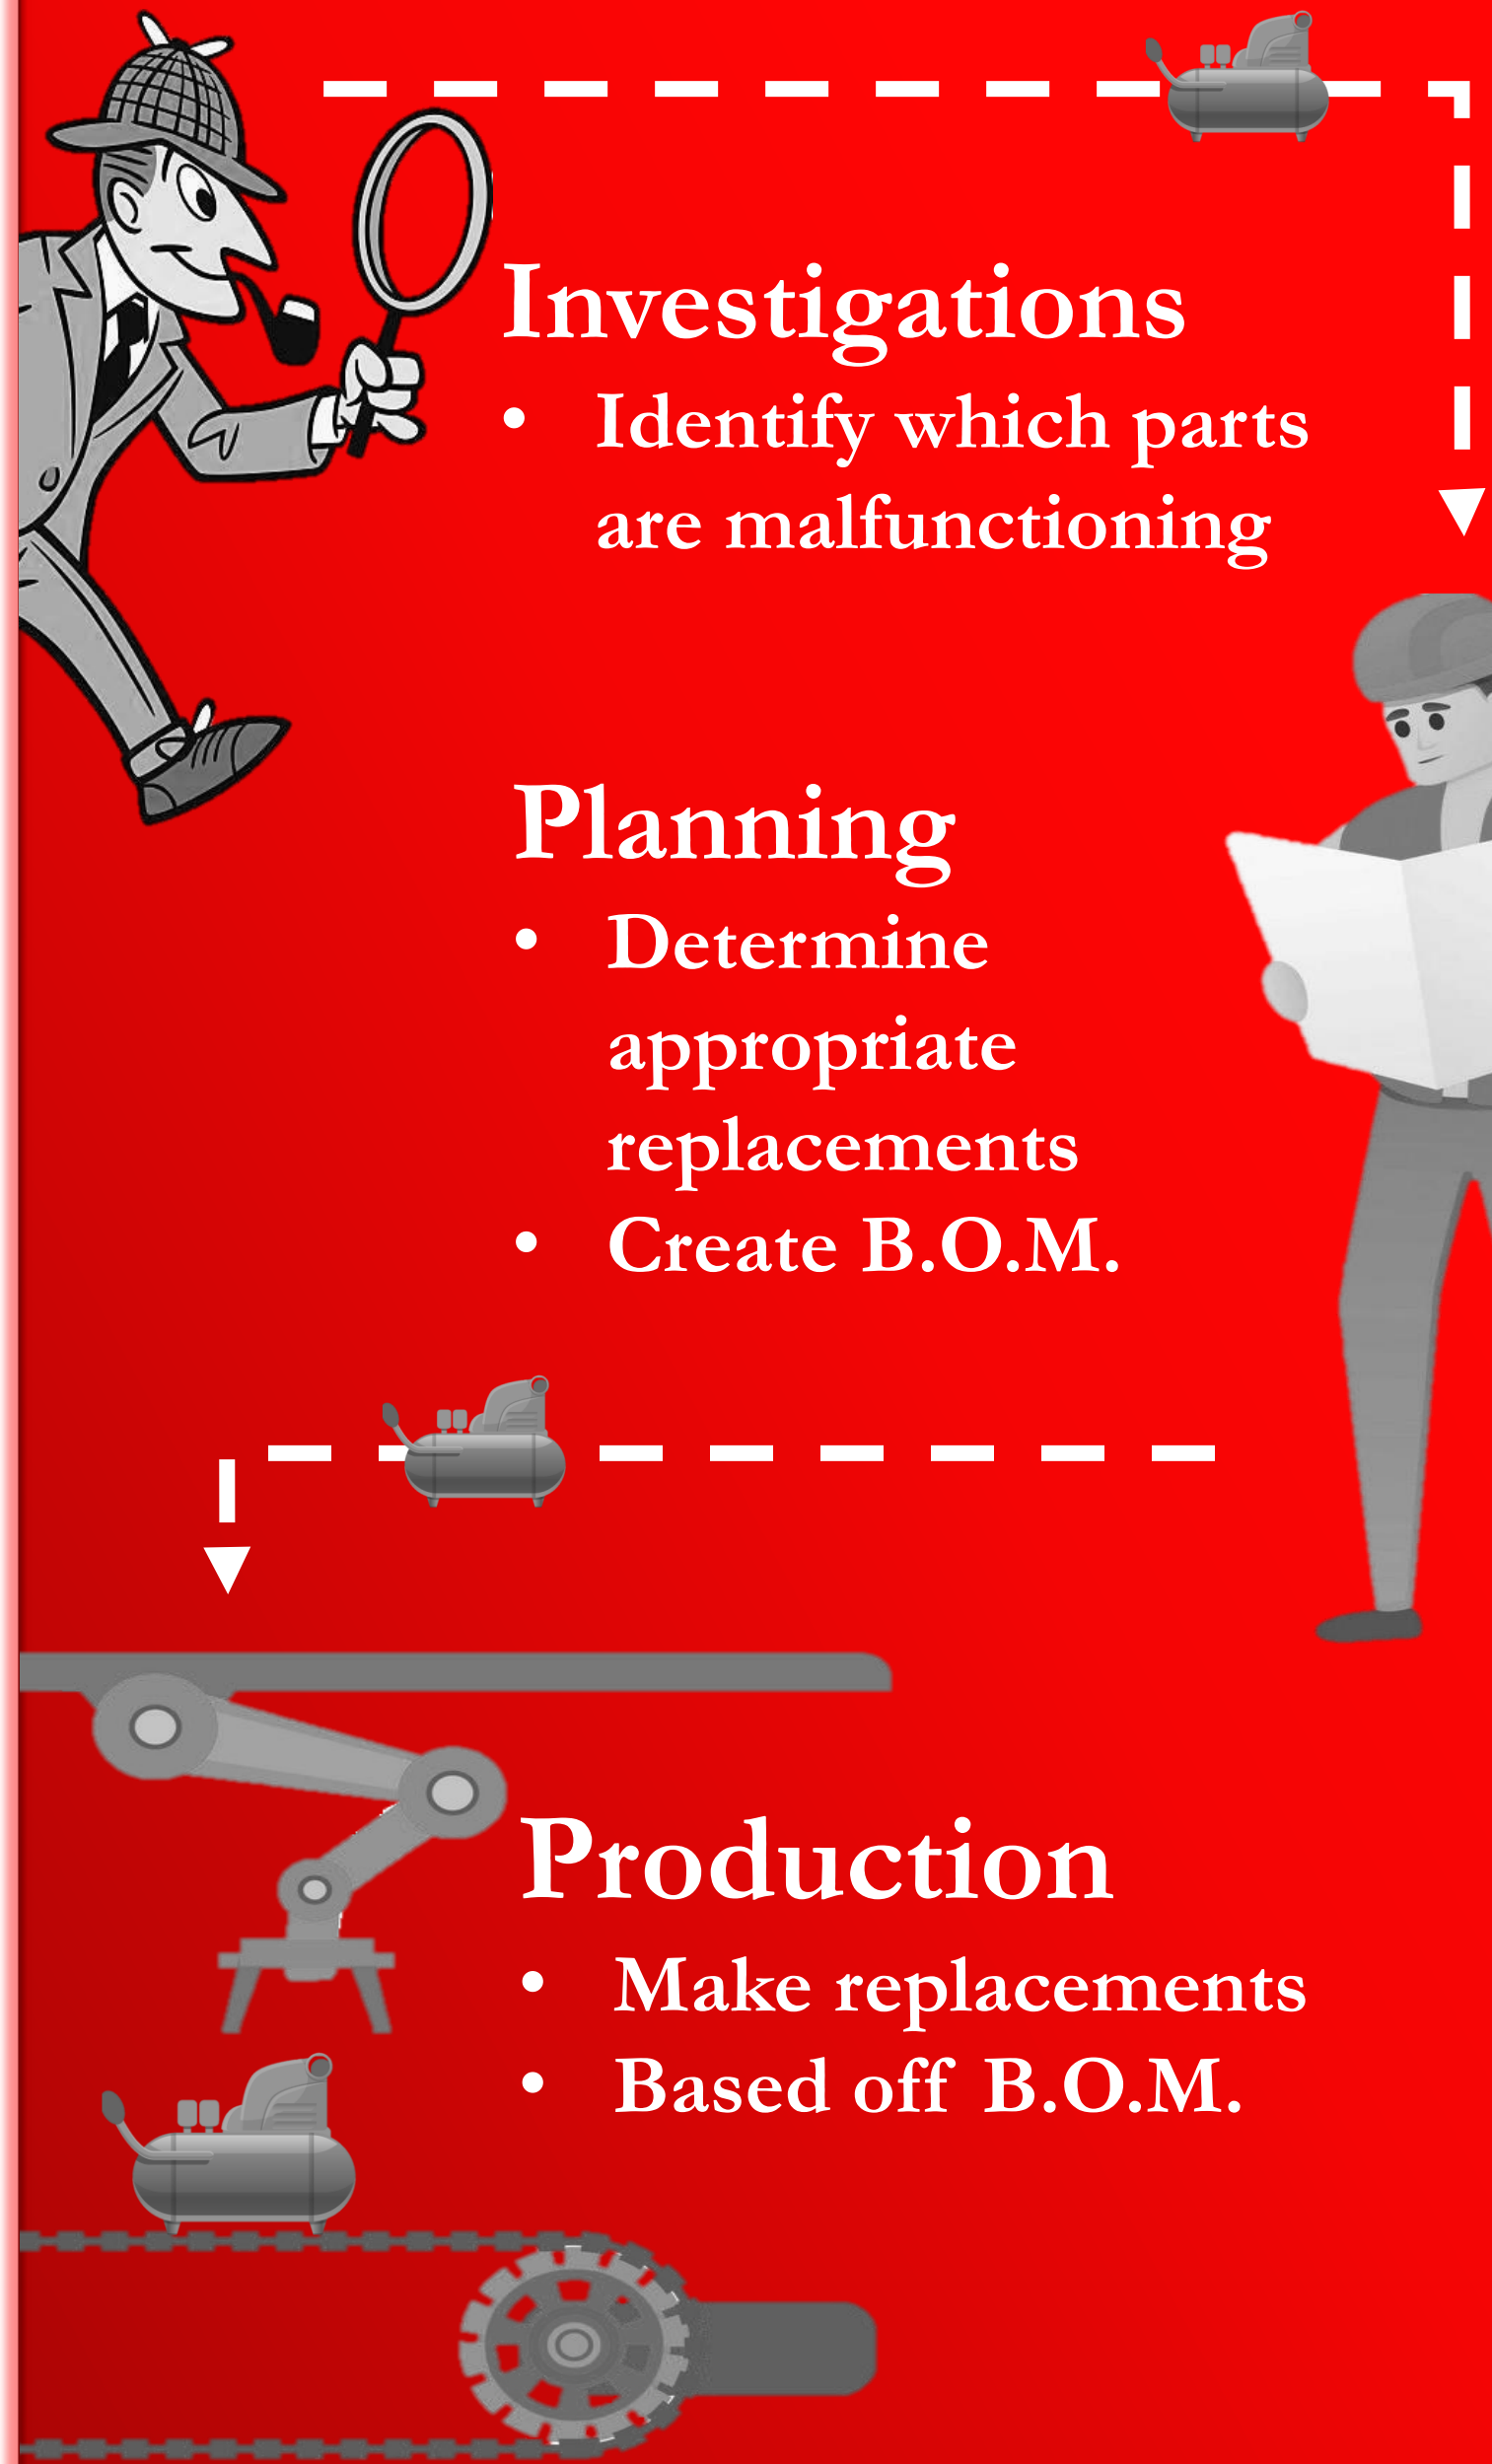 Investigations
• Identify which parts
are malfunctioning
Planning
• Determine
appropriate
replacements
• Create B.O.M.
Production
• Make replacements
• Based off B.O.M.